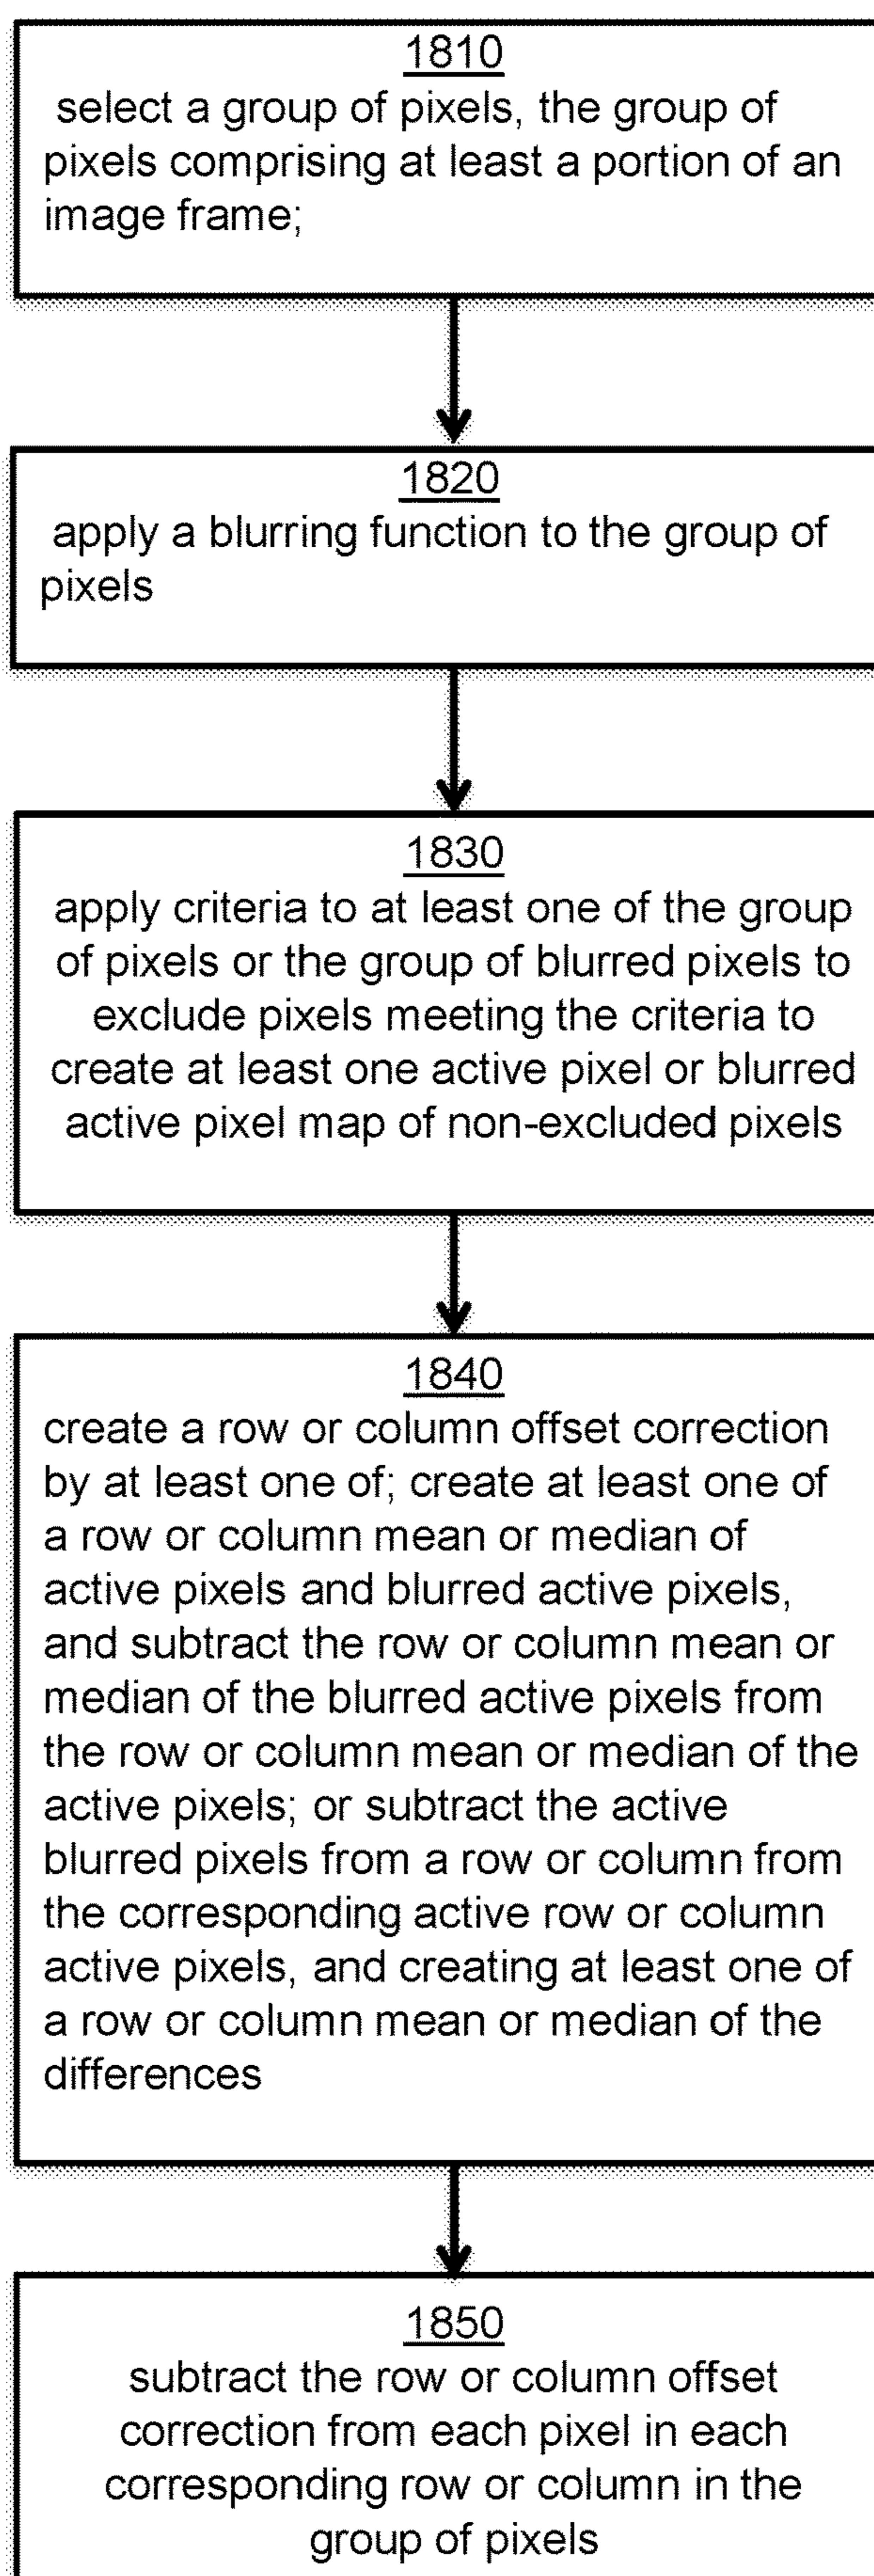 1810
select a group of pixels, the group of
pixels comprising at least a portion of an
image frame;
1820
apply a blurring function to the group of
pixels
1830
apply criteria to at least one of the group
of pixels or the group of blurred pixels to
exclude pixels meeting the criteria to
create at least one active pixel or blurred
active pixel map of non-excluded pixels
1840
create a row or column offset correction
by at least one of; create at least one of
a row or column mean or median of
active pixels and blurred active pixels,
and subtract the row or column mean or
median of the blurred active pixels from
the row or column mean or median of the
active pixels; or subtract the active
blurred pixels from a row or column from
the corresponding active row or column
active pixels, and creating at least one of
a row or column mean or median of the
differences
1850
subtract the row or column offset
correction from each pixel in each
corresponding row or column in the
group of pixels